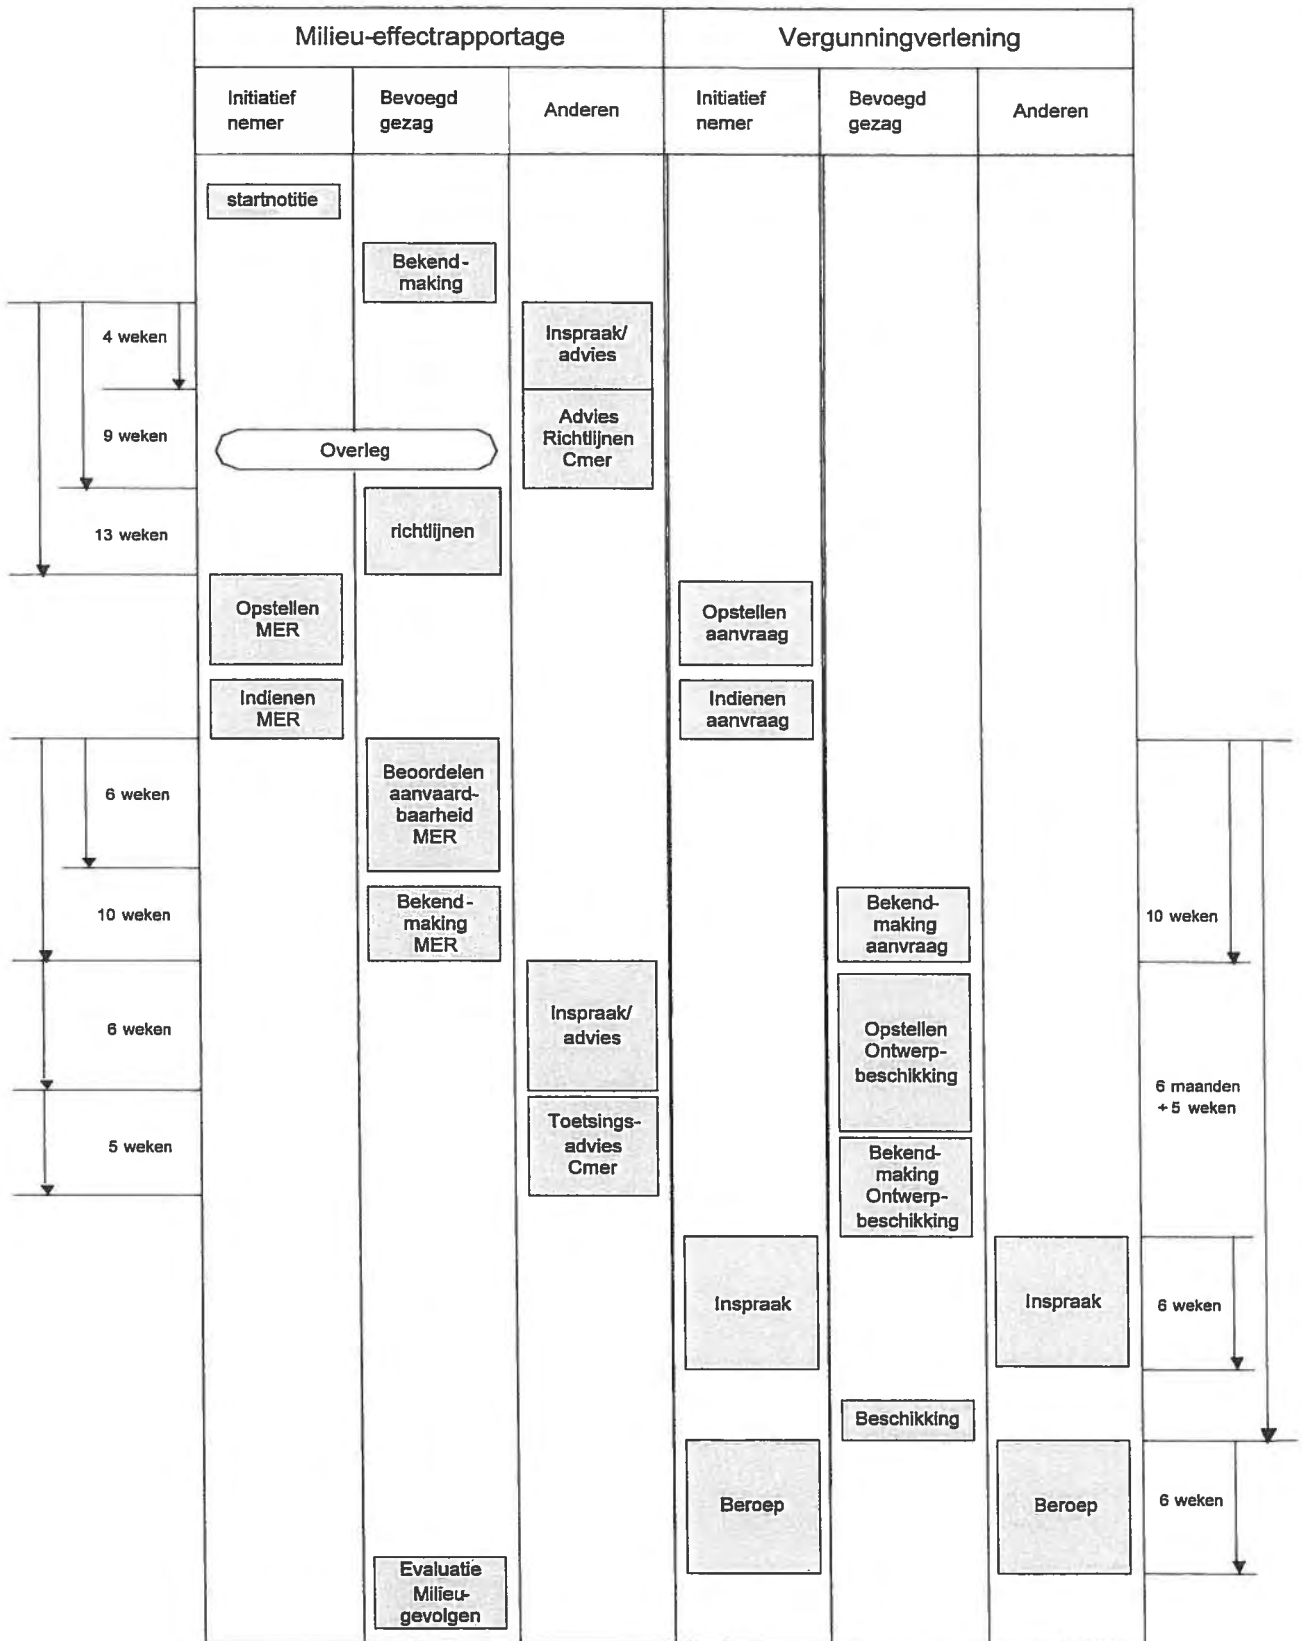 Milieu-effectrapportage
Vergunningverlening
Initiatief
nemer
Bevoegd
gezag
Anderen
Initiatief
nemer
Bevoegd
gezag
Anderen
startnotitie
Bekend-
making
4 weken
Inspraak/
advies
9 weken
Overleg
Advies
Richtlijnen
Cmer
13 weken
richtlijnen
Opstellen
MER
Opstellen
aanvraag
Indienen
MER
Indienen
aanvraag
6 weken
Beoordelen
aanvaard-
baarheid
MER
10 weken
Bekend-
making
MER
Bekend-
making
aanvraag
10 weken
6 weken
Inspraak/
advies
Opstellen
Ontwerp-
beschikking
6 maanden
+ 5 weken
5 weken
Toetsings-
advies
Cmer
Bekend-
making
Ontwerp-
beschikking
Inspraak
Inspraak
6 weken
Beschikking
Beroep
Beroep
6 weken
Evaluatie
Milieu-
gevolgen